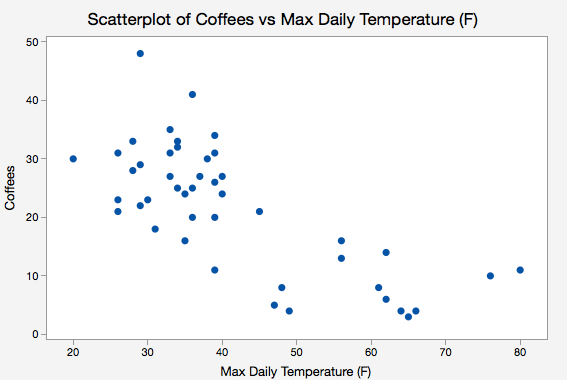 Scatterplot of Coffees vs Max Daily Temperature (F)
50
40
30
20
10
0
Coffees
20 30 40 50 60 70 80
Max Daily Temperature (F)